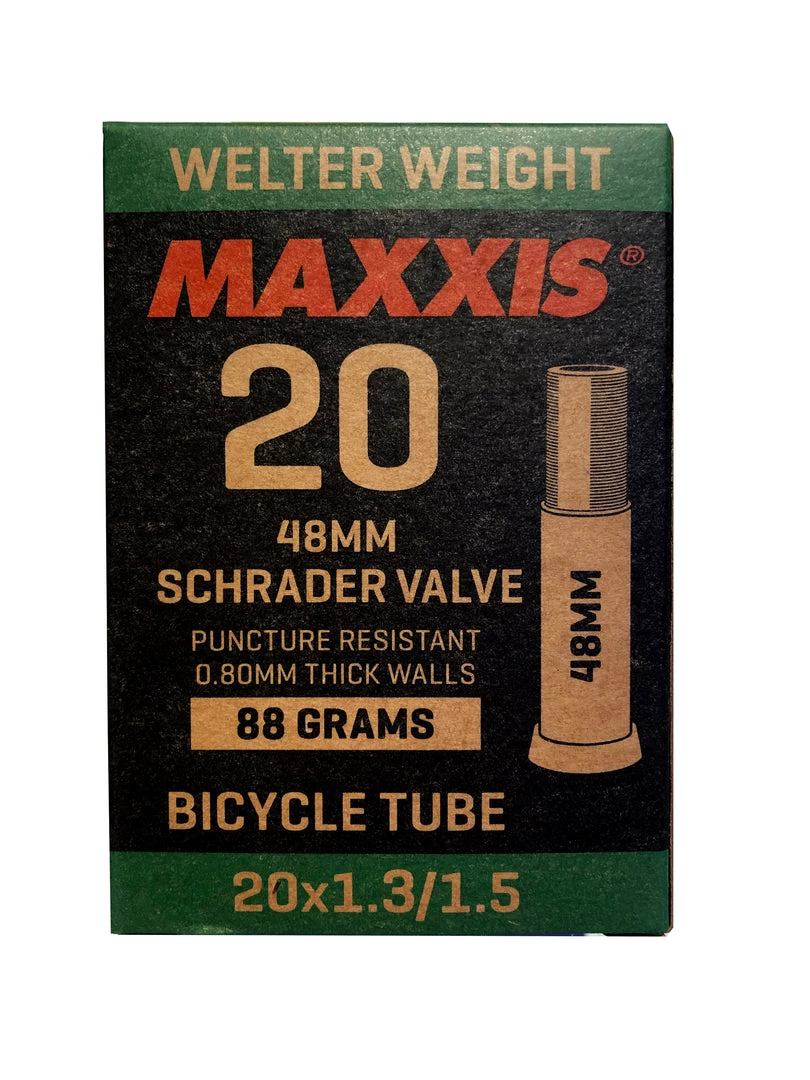 WELTER WEIGHT
MAXXIS®
20
48MM
SCHRADER VALVE
PUNCTURE RESISTANT
0.80MM THICK WALLS
88 GRAMS
48MM
BICYCLE TUBE
20x1.3/1.5